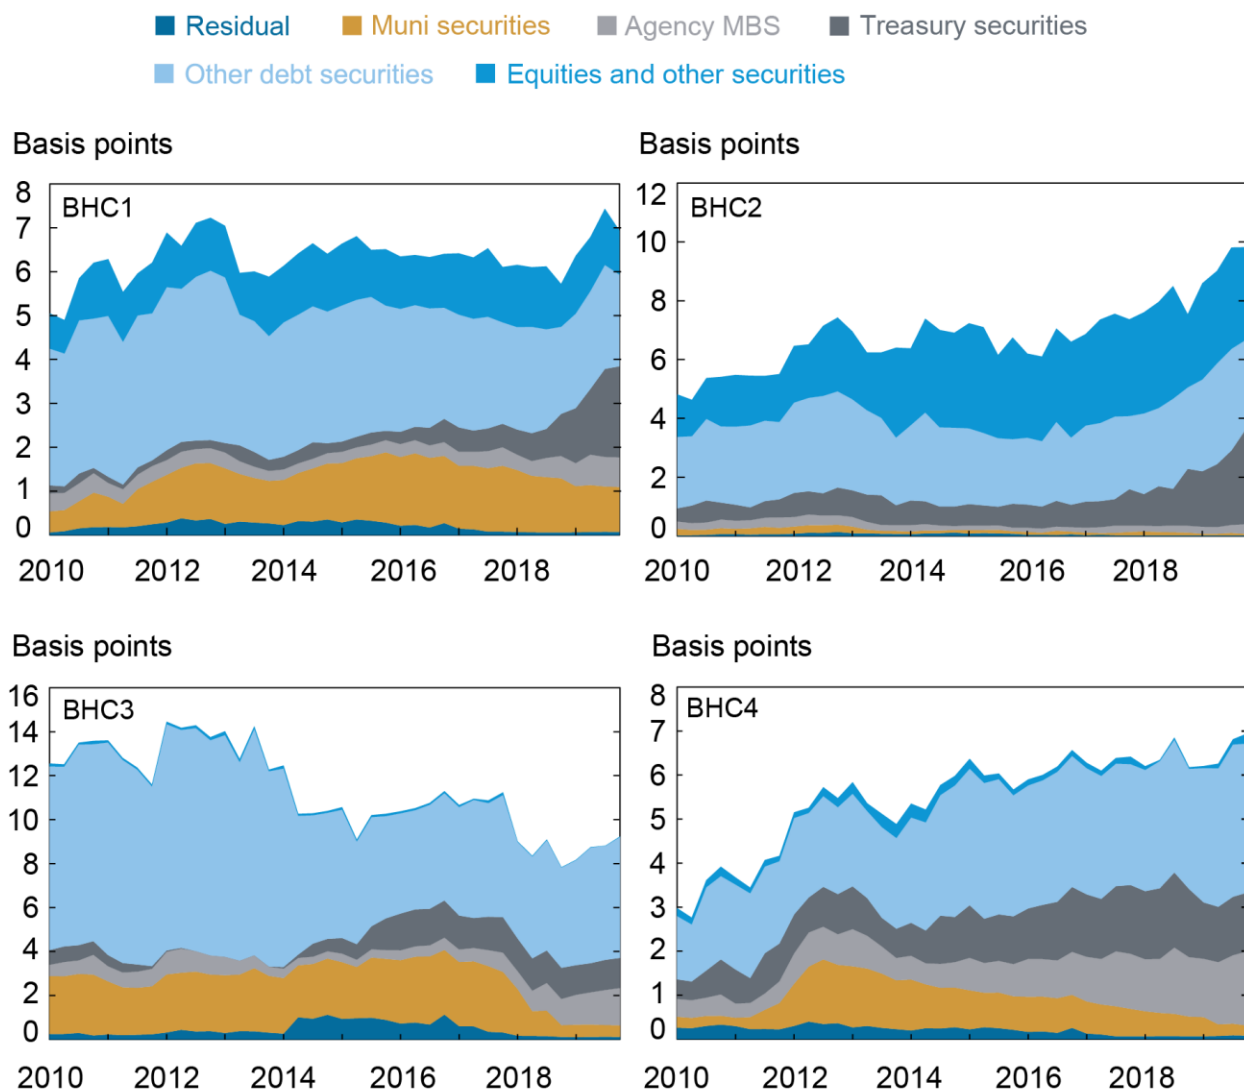 Residual Muni securities Agency MBS Treasury securities
Other debt securities Equities and other securities
Basis points Basis points
8
7
6
5
4
3
2
1
0
BHC1
2010 2012 2014 2016 2018
12
10
8
6
4
2
0
BHC2
2010 2012 2014 2016 2018
Basis points Basis points
16
14
12
10
8
6
4
2
0
BHC3
2010 2012 2014 2016 2018
8
7
6
5
4
3
2
1
0
BHC4
2010 2012 2014 2016 2018